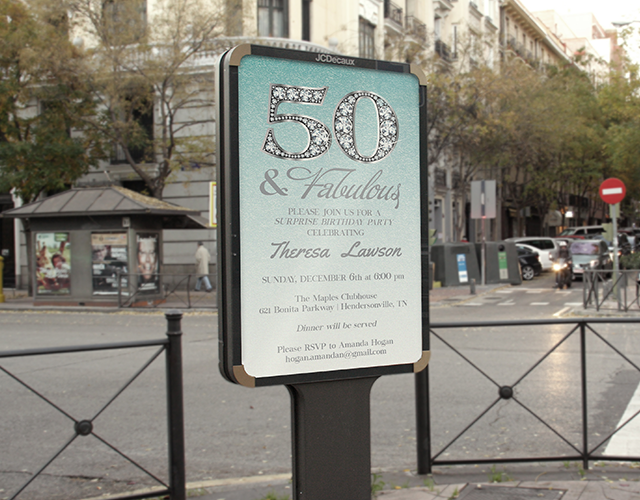 JCDecaux
50
& Fabulous
PLEASE JOIN US FOR A
SURPRISE BIRTHDAY PARTY
CELEBRATING
Theresa Lawson
SUNDAY, DECEMBER 6th at 6:00 pm
The Maples Clubhouse
621 Bonita Parkway | Hendersonville, TN
Dinner will be served
Please RSVP to Amanda Hogan
hogan.amandan@gmail.com